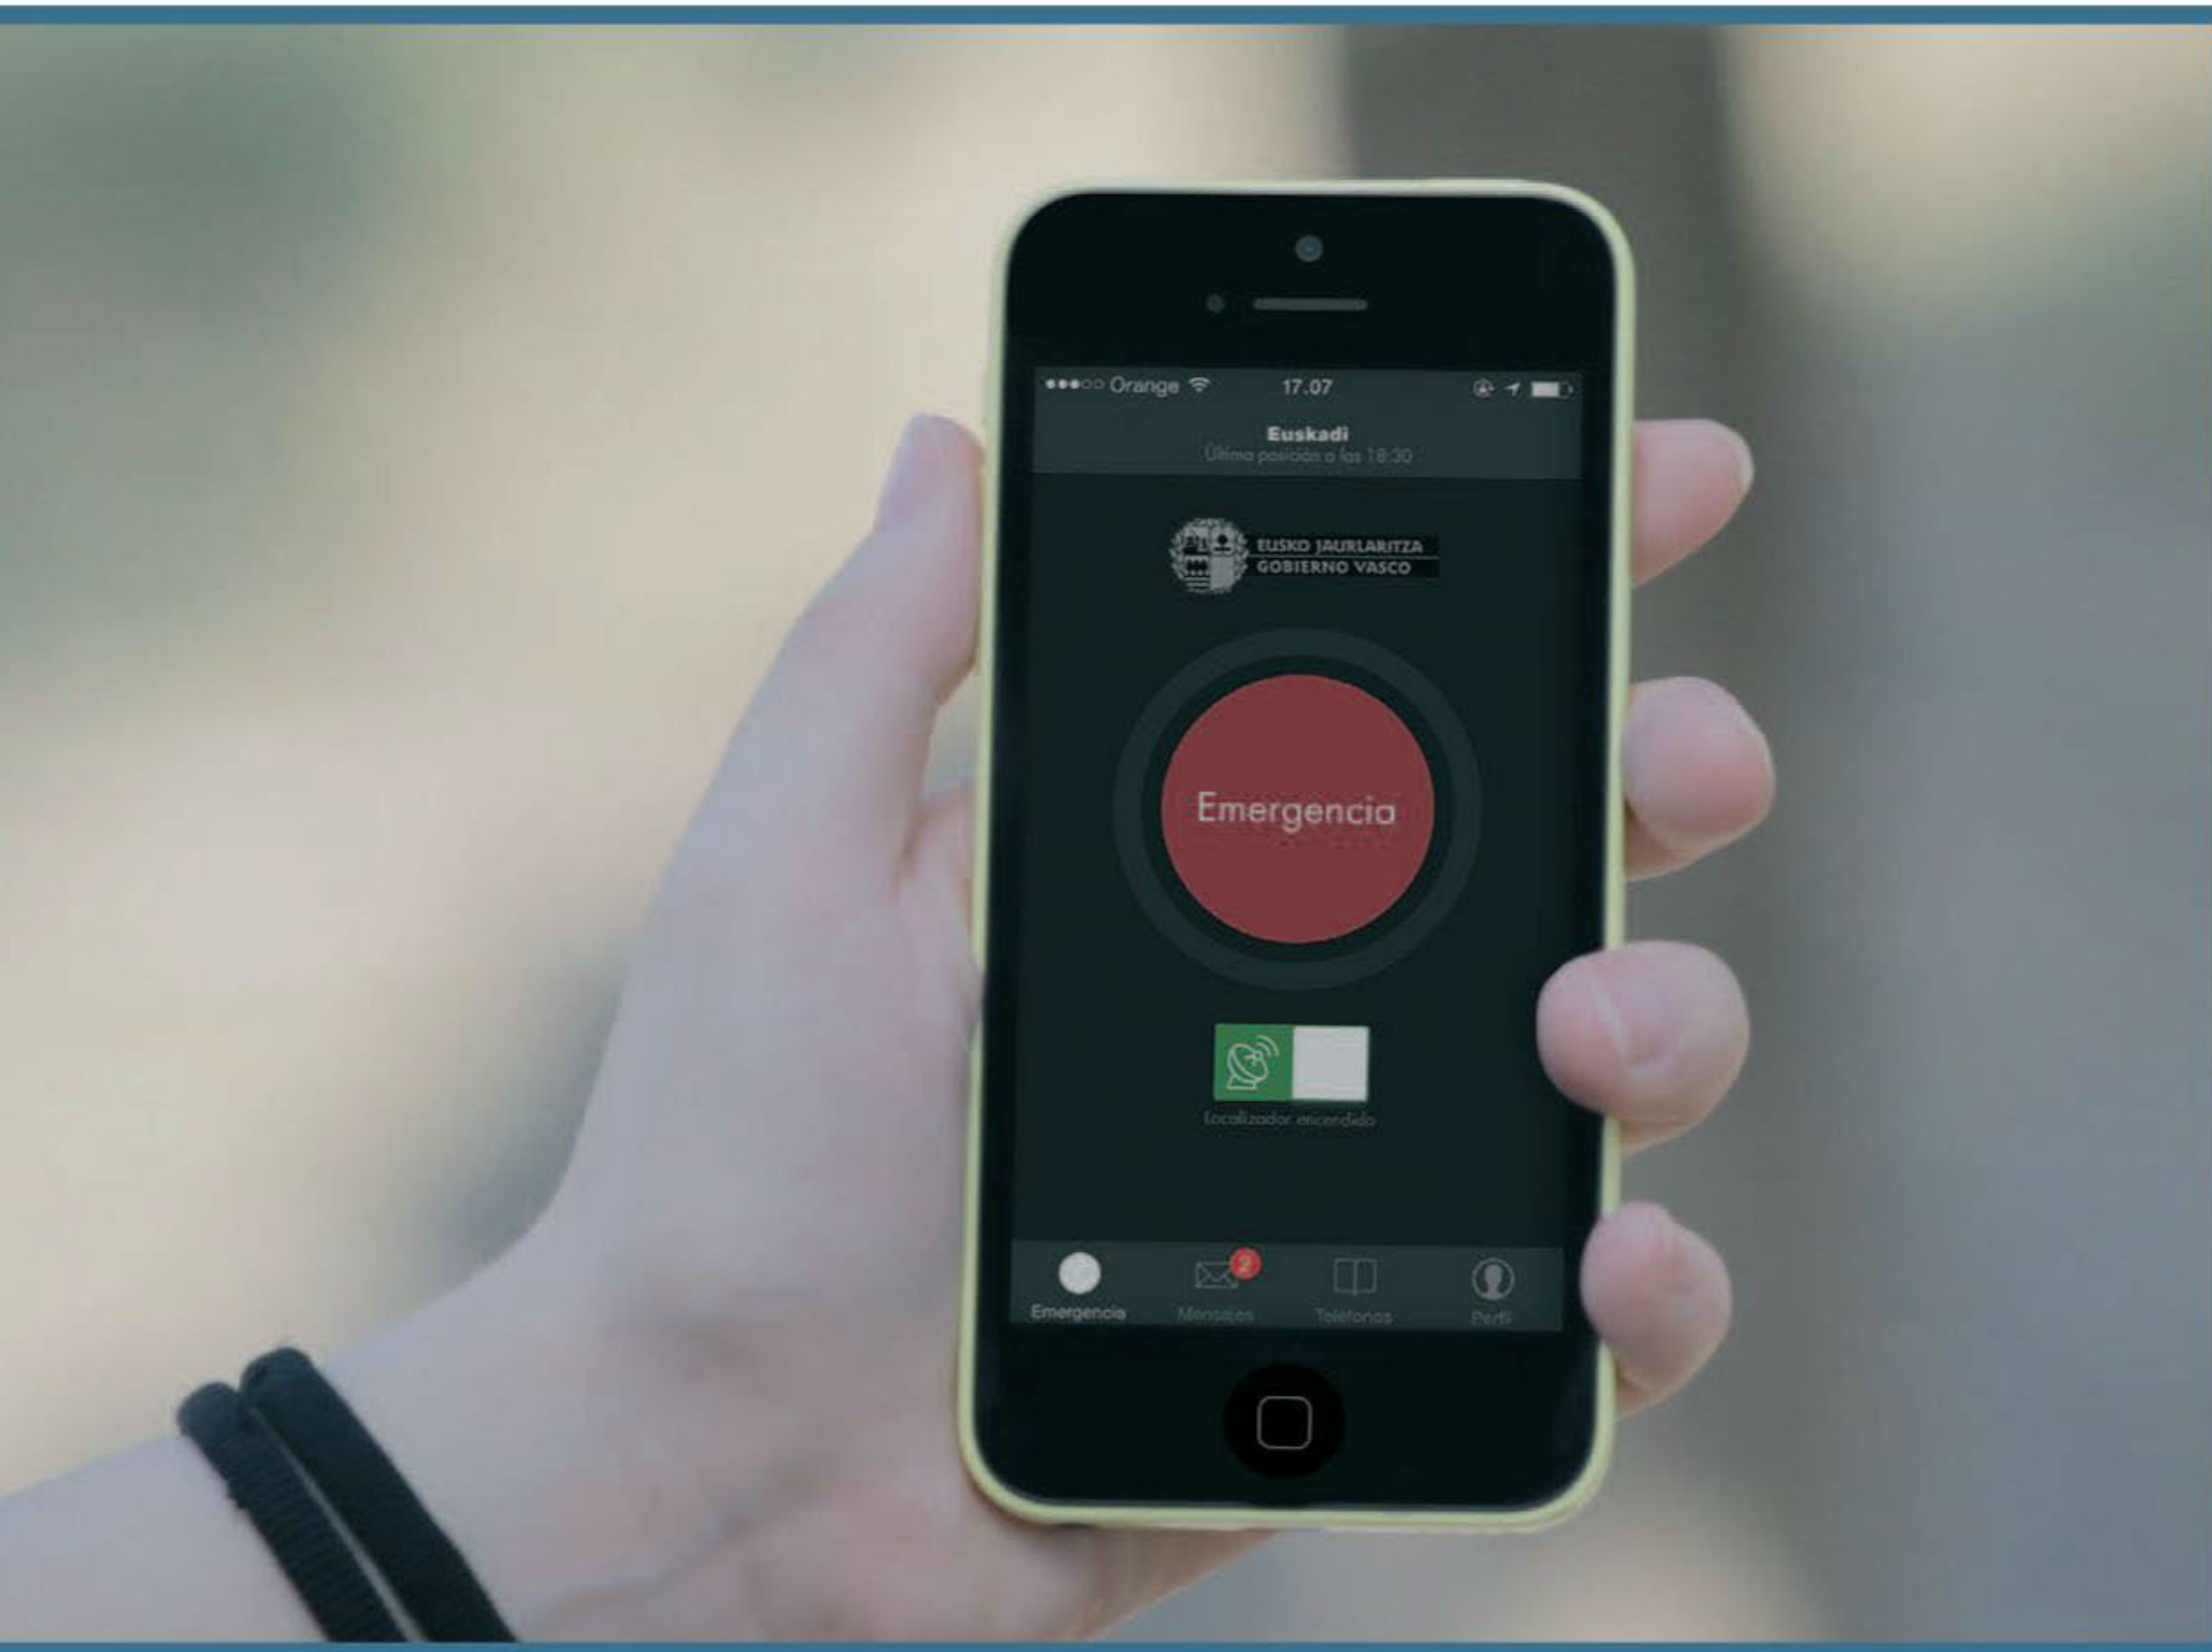 Orange 17.07
Euskadi
Última posición a las 18:30
EUSKO JAURLARITZA
GOBIERNO VASCO
Emergencia
Localizador encendido
Emergencia Mensajes 2 Teléfonos Perfil